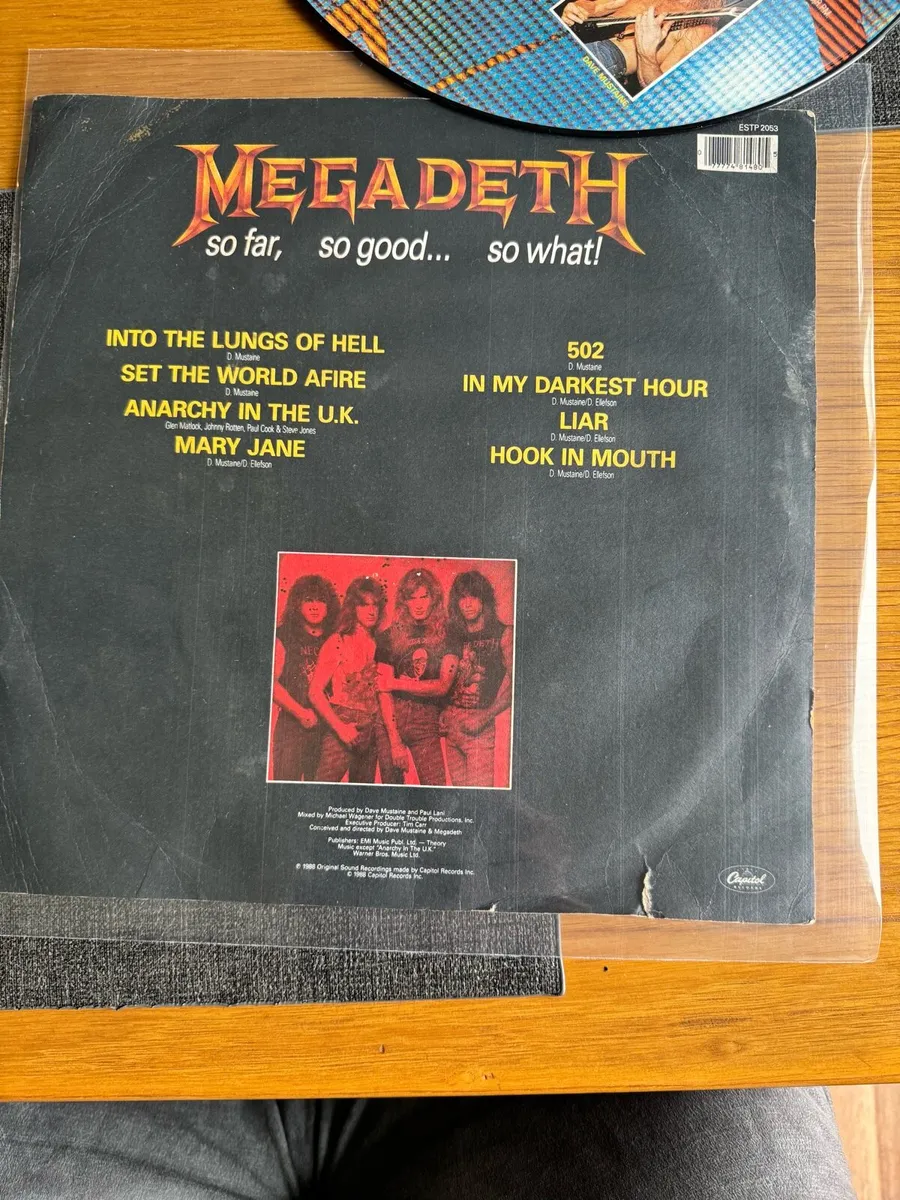 DAVE MUSTAINE
ESTP 2053
77774 81480
MEGADETH
so far, so good... so what!
INTO THE LUNGS OF HELL
D. Mustaine
SET THE WORLD AFIRE
D. Mustaine
ANARCHY IN THE U.K.
Glen Matlock, Johnny Rotten, Paul Cook & Steve Jones
MARY JANE
D. Mustaine/D. Ellefson
502
D. Mustaine
IN MY DARKEST HOUR
D. Mustaine/D. Ellefson
LIAR
D. Mustaine/D. Ellefson
HOOK IN MOUTH
D. Mustaine/D. Ellefson
Produced by Dave Mustaine and Paul Lani
Mixed by Michael Wagener for Double Trouble Productions, Inc.
Executive Producer: Tim Carr
Conceived and directed by Dave Mustaine & Megadeth
Publishers: EMI Music Publ. Ltd. — Theory
Music except "Anarchy In The U.K."
Warner Bros. Music Ltd.
℗ 1988 Original Sound Recordings made by Capitol Records Inc.
© 1988 Capitol Records Inc.
Capitol
RECORDS